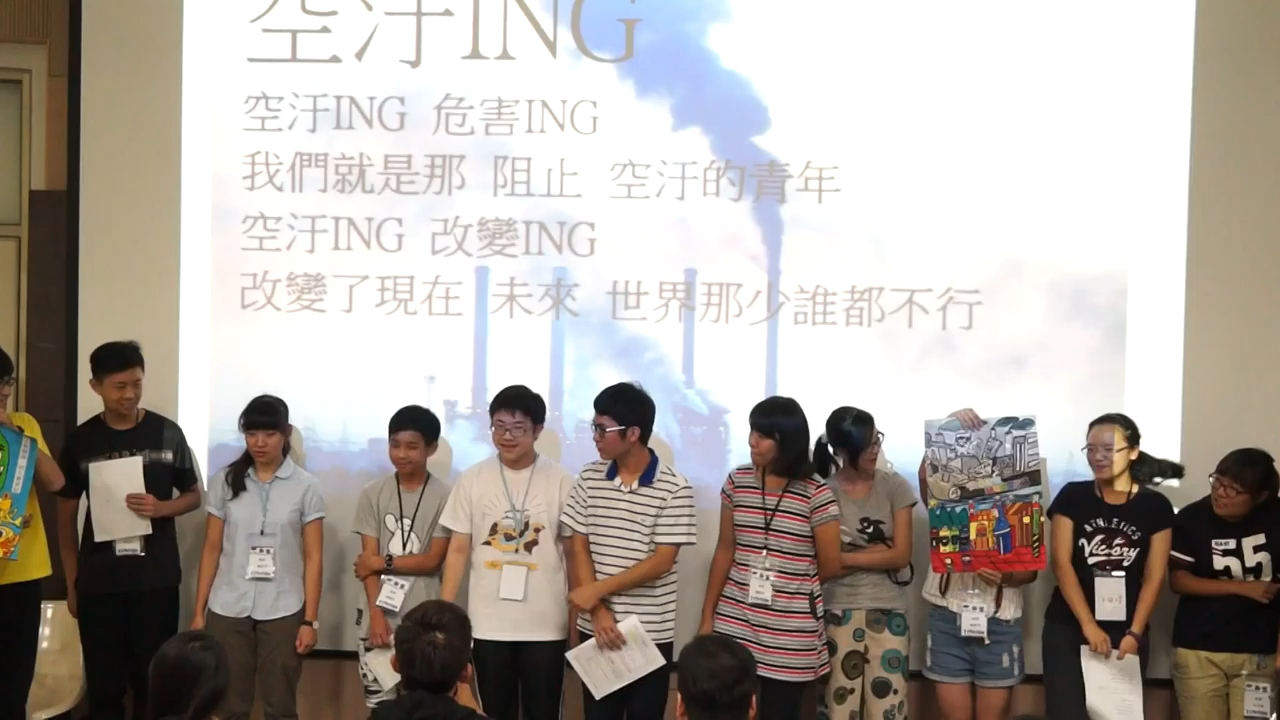 空汙ING
空汙ING 危害ING
我們就是那 阻止 空汙的青年
空汙ING 改變ING
改變了現在 未來 世界那少誰都不行
ATHLETICS
Victory
55